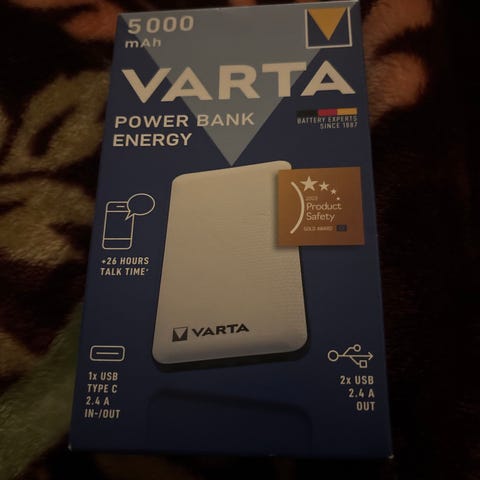 5000
mAh
VARTA
POWER BANK
ENERGY
BATTERY EXPERTS
SINCE 1887
2023
Product
Safety
GOLD AWARD
+26 HOURS
TALK TIME*
VARTA
1x USB
TYPE C
2.4 A
IN-/OUT
2x USB
2.4 A
OUT